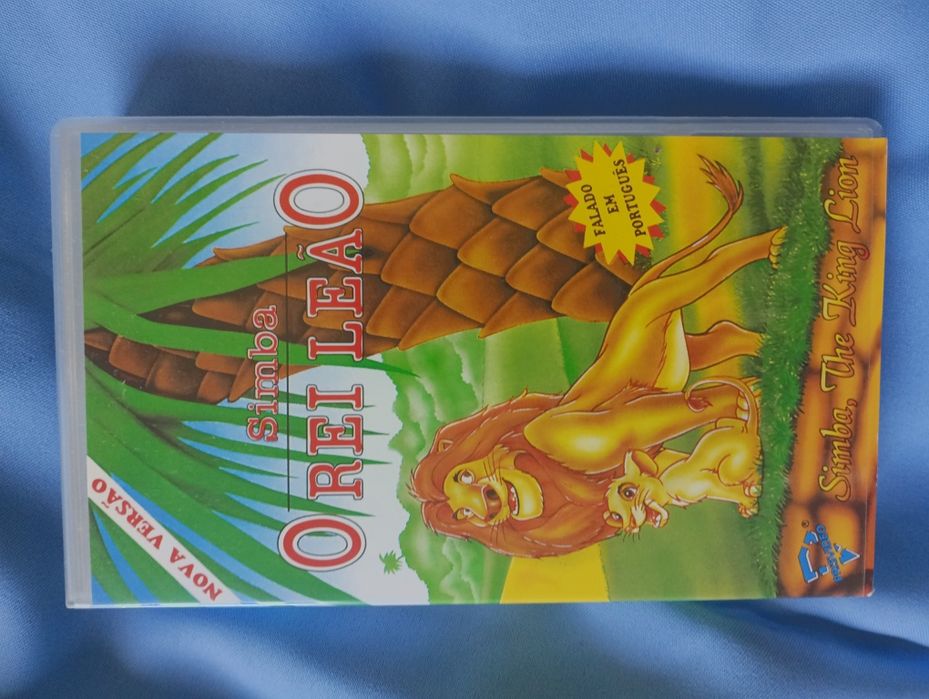 NOVA VERSÃO
Simba
O REI LEÃO
FALADO
EM
PORTUGUÊS
Simba, The King Lion